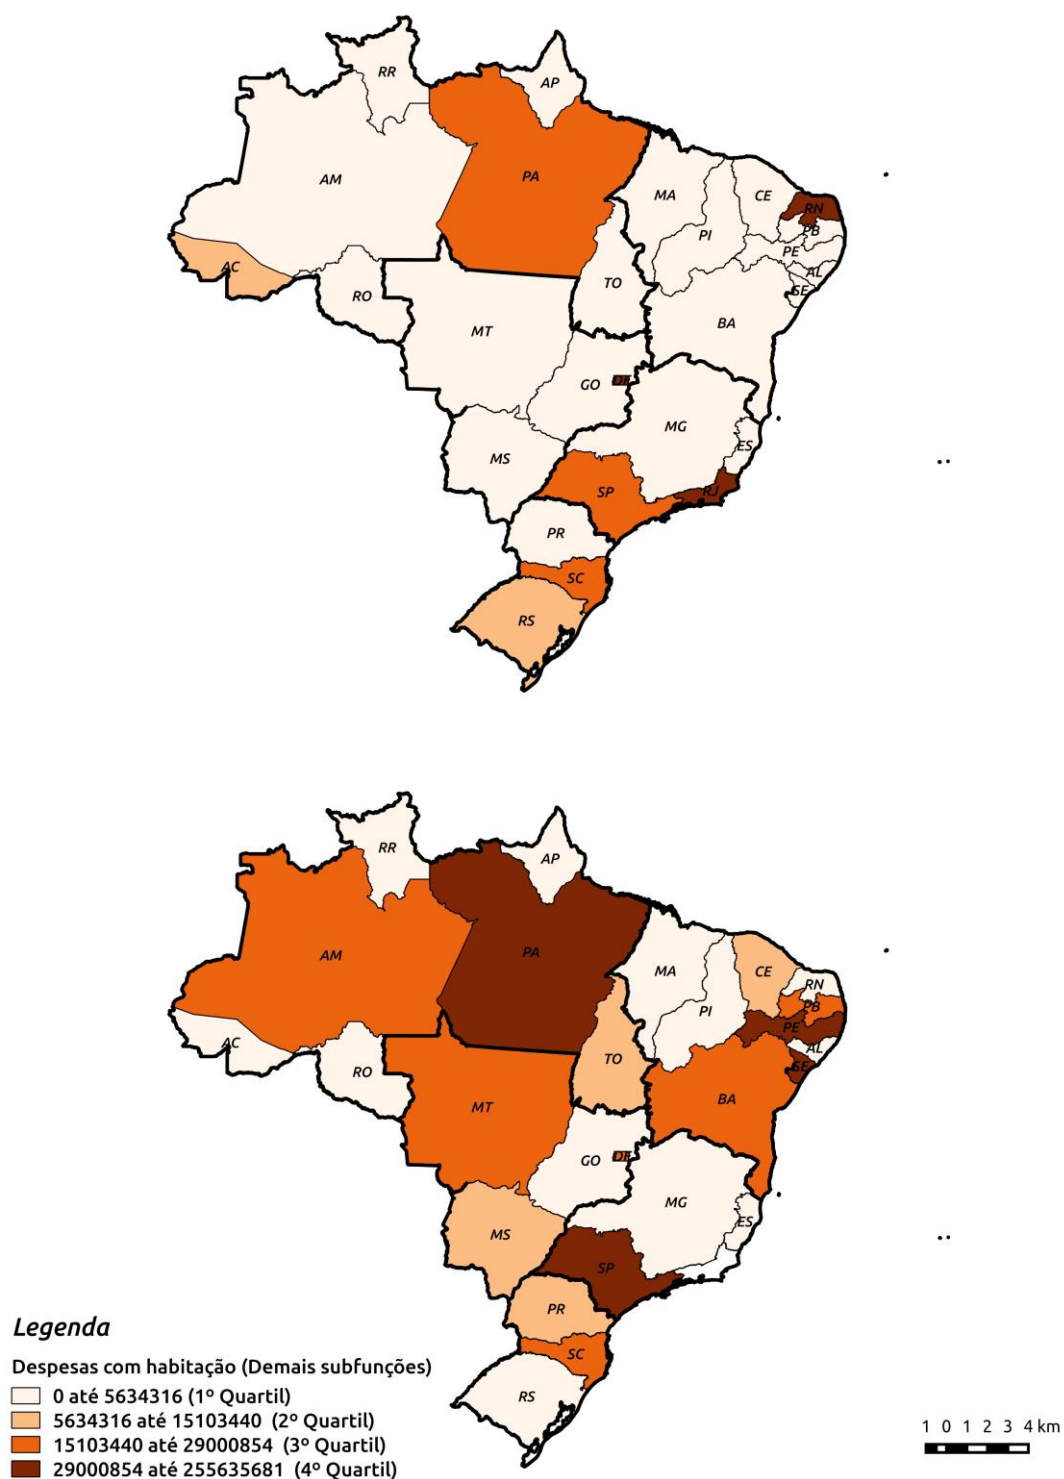 RR
AP
AM
PA
MA
CE
RN
PI
PB
PE
AC
TO
AL
RO
SE
MT
BA
GO
DF
MG
ES
MS
SP
RJ
PR
SC
RS
RR
AP
AM
PA
MA
CE
RN
PI
PB
PE
AC
TO
AL
RO
SE
MT
BA
GO
DF
MG
ES
MS
SP
PR
SC
RS
Legenda
Despesas com habitação (Demais subfunções)
0 até 5634316 (1º Quartil)
5634316 até 15103440 (2º Quartil)
15103440 até 29000854 (3º Quartil)
29000854 até 255635681 (4º Quartil)
1 0 1 2 3 4 km